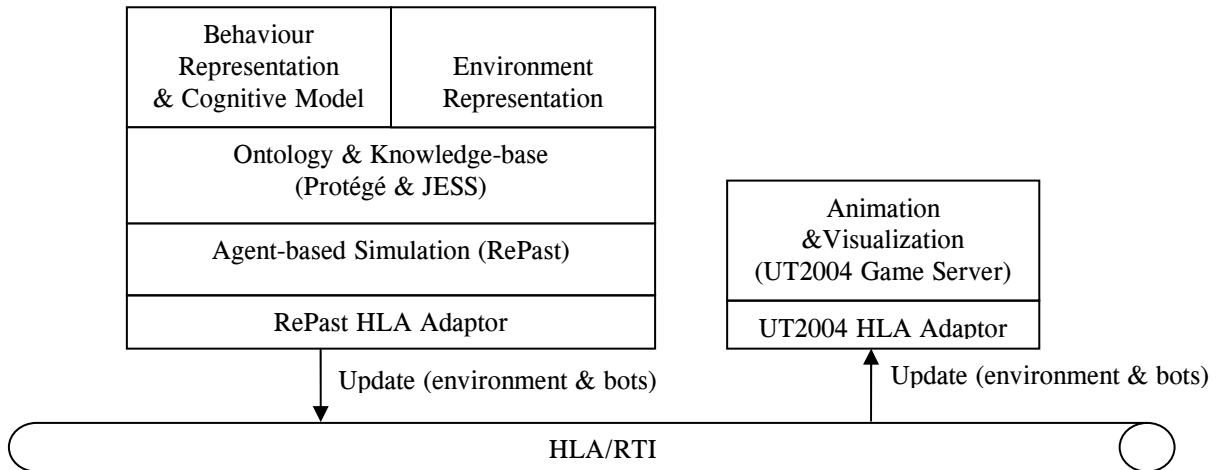 Behaviour
Representation
& Cognitive Model
Environment
Representation
Ontology & Knowledge-base
(Protégé & JESS)
Agent-based Simulation (RePast)
RePast HLA Adaptor
Update (environment & bots)
Animation
&Visualization
(UT2004 Game Server)
UT2004 HLA Adaptor
Update (environment & bots)
HLA/RTI